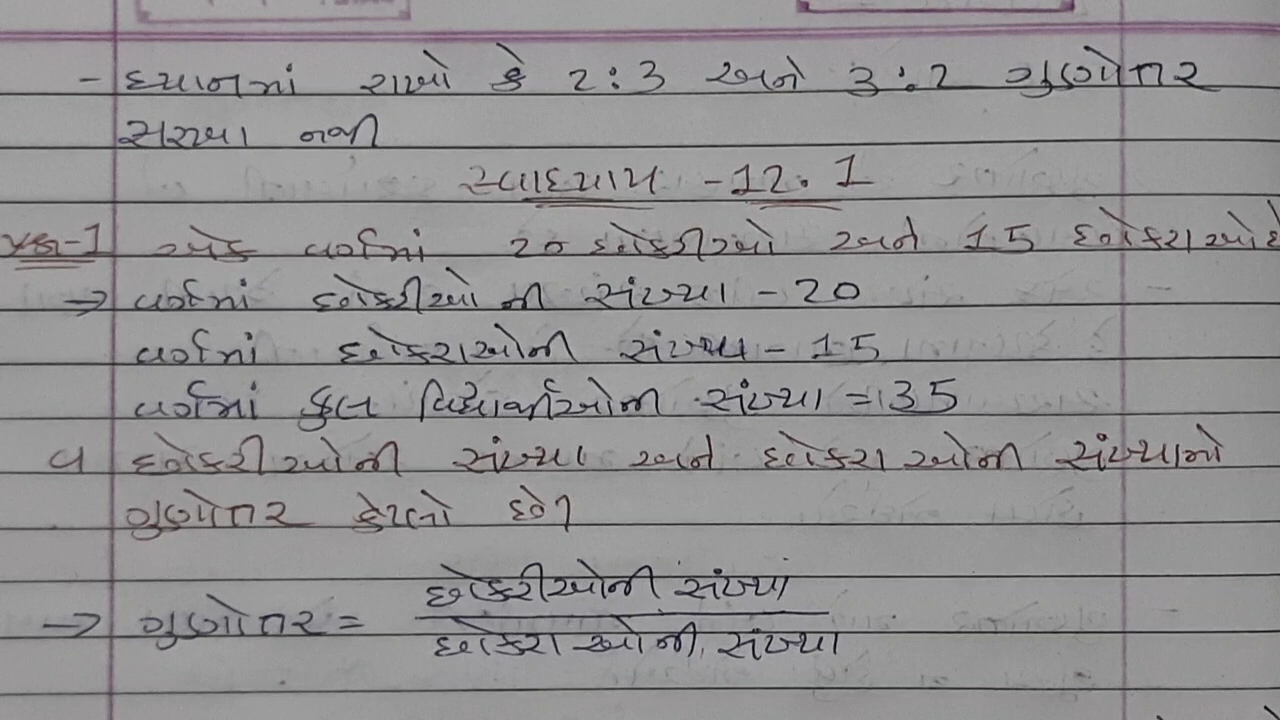 - ધ્યાનમાં રાખો કે 2:3 અને 3:2 ગુણોત્તર
સરખા નથી
સ્વાધ્યાય -12.1
પ્રશ્ન-1 એક વર્ગમાં 20 છોકરીઓ અને 15 છોકરાઓ છે
→ વર્ગમાં છોકરીઓની સંખ્યા - 20
વર્ગમાં છોકરાઓની સંખ્યા - 15
વર્ગમાં કુલ વિદ્યાર્થીઓની સંખ્યા = 35
છોકરીઓની સંખ્યા અને છોકરાઓની સંખ્યાનો
ગુણોત્તર કેટલો છે?
→ ગુણોત્તર = છોકરીઓની સંખ્યા
છોકરાઓની સંખ્યા